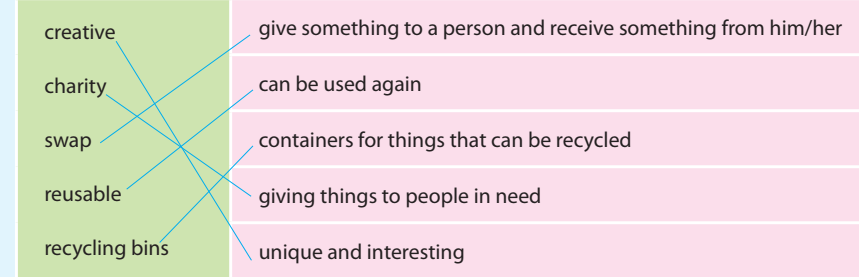 creative
give something to a person and receive something from him/her
charity
can be used again
swap
containers for things that can be recycled
reusable
giving things to people in need
recycling bins
unique and interesting